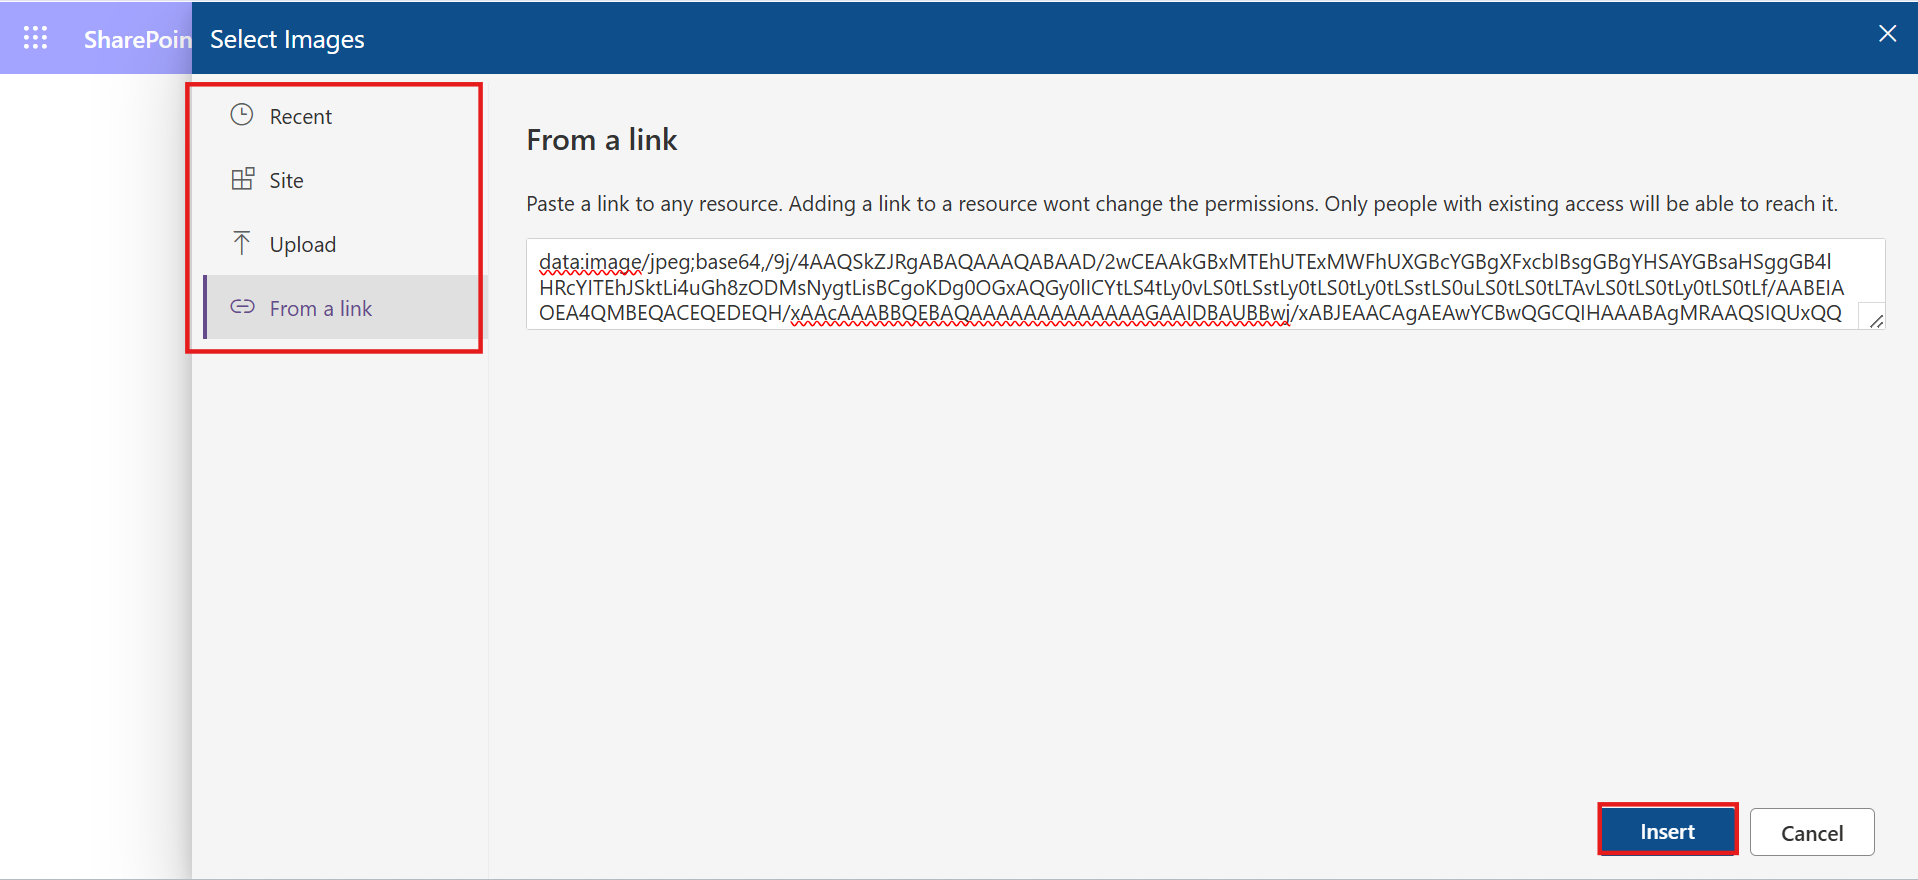 SharePoin
Select Images
Recent
Site
Upload
From a link
From a link
Paste a link to any resource. Adding a link to a resource wont change the permissions. Only people with existing access will be able to reach it.
data:image/jpeg;base64,/9j/4AAQSkZJRgABAQAAAQABAAD/2wCEAAkGBxMTEhUTExMWFhUXGBcYGBgXFxcbIBsgGBgYHSAYGBsaHSggGB4l
HRcYITEhJSktLi4uGh8zODMsNygtLisBCgoKDg0OGxAQGy0lICYtLS4tLy0vLS0tLSstLy0tLS0tLy0tLSstLS0uLS0tLS0tLTAvLS0tLS0tLy0tLS0tLf/AABEIA
OEA4QMBEQACEQEDEQH/xAAcAAABBQEBAQAAAAAAAAAAAAAGAAIDBAUBBwj/xABJEAACAgAEAwYCBwQGCQIHAAABAgMRAAQSIQUxQQ
Insert
Cancel